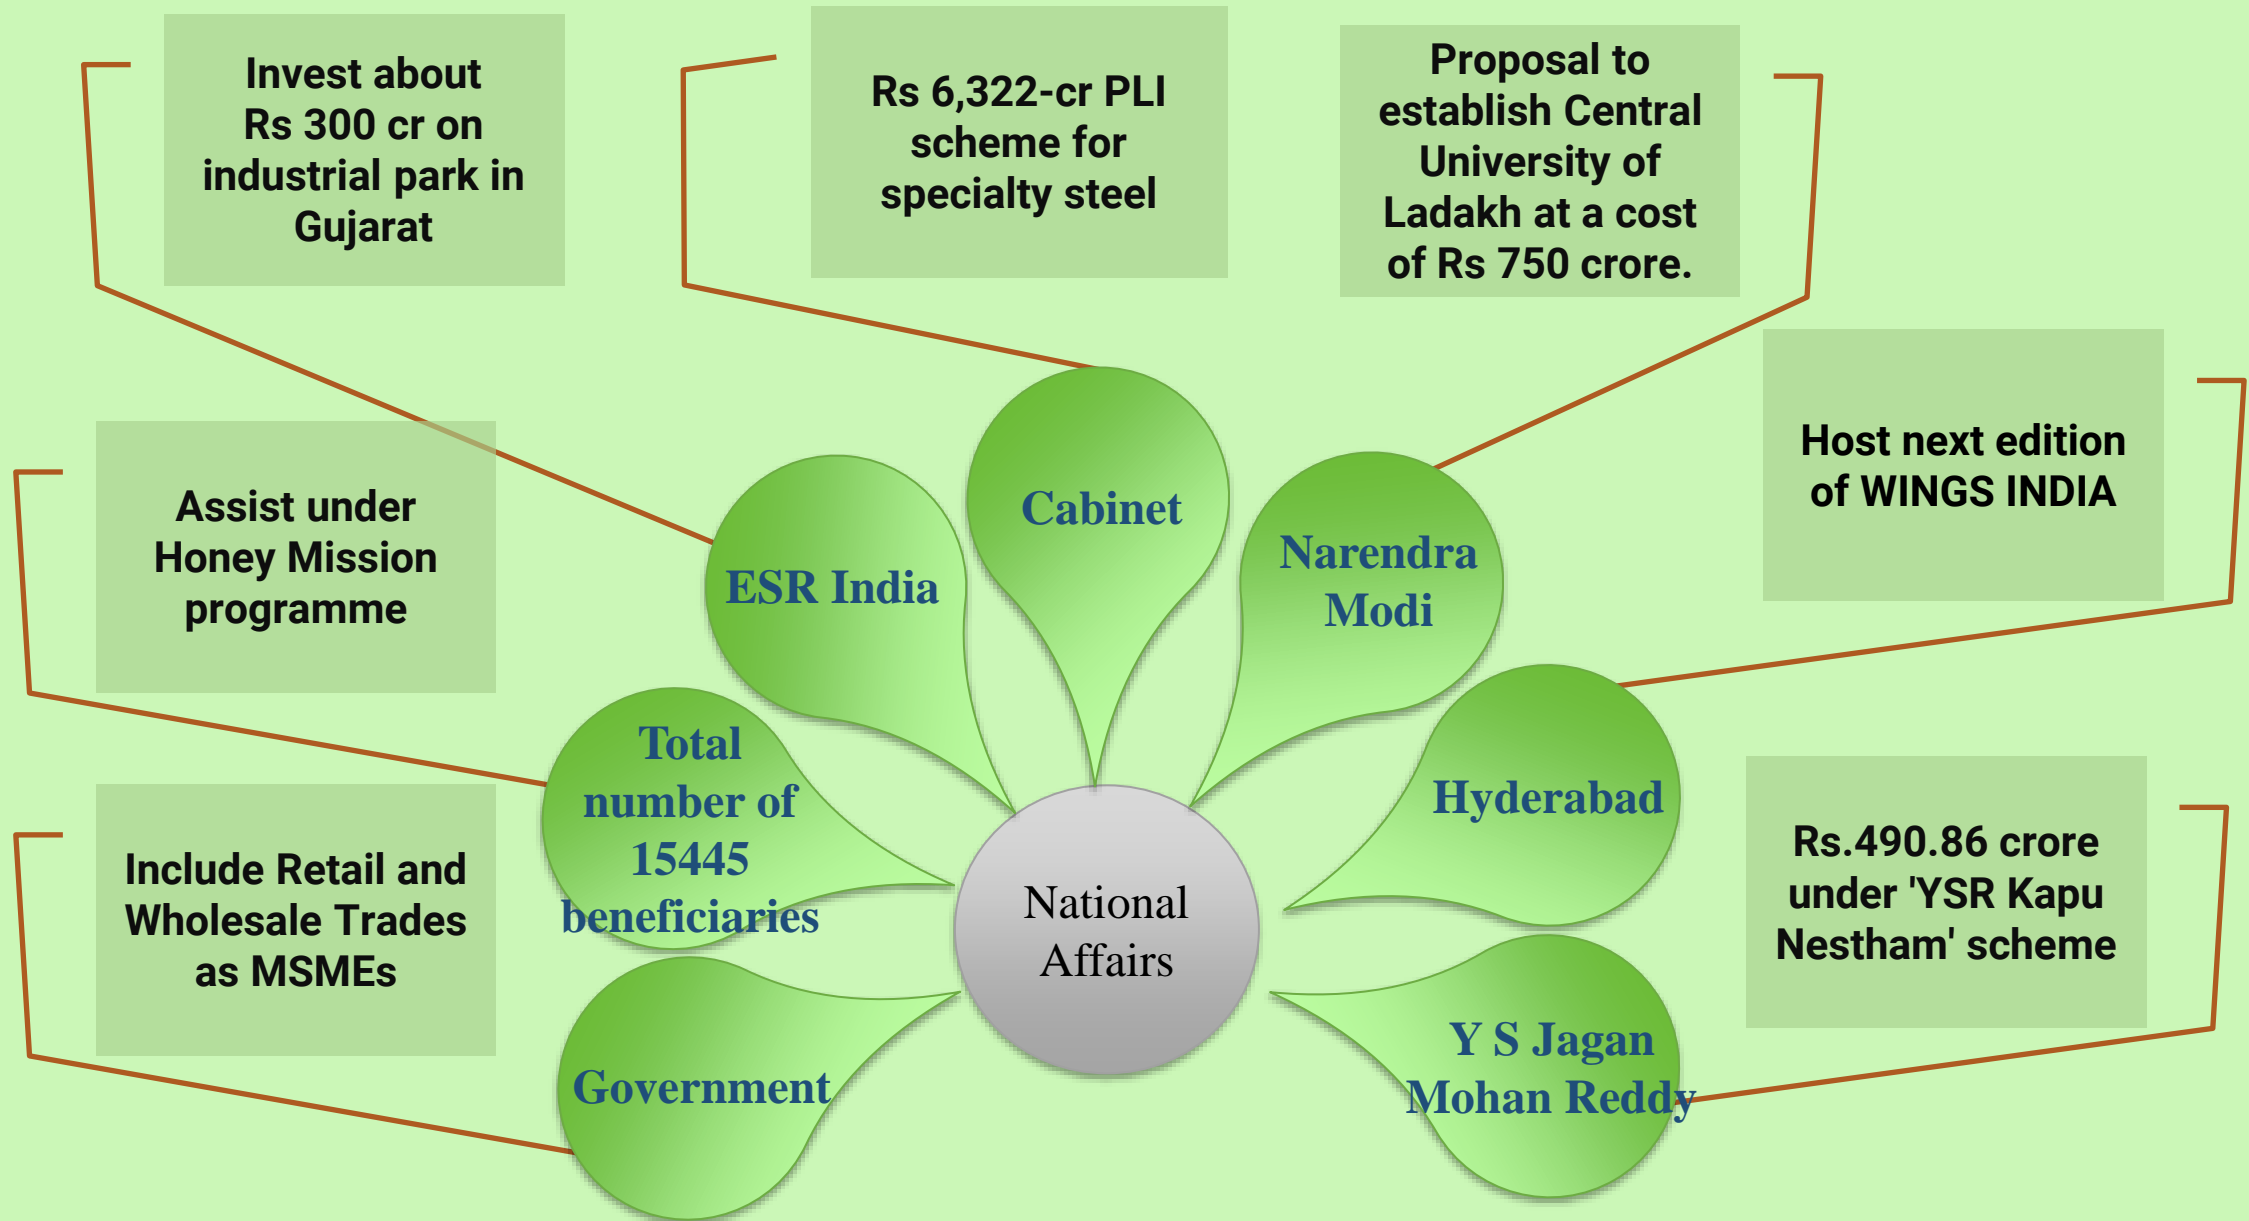 Invest about
Rs 300 cr on
industrial park in
Gujarat
Rs 6,322-cr PLI
scheme for
specialty steel
Proposal to
establish Central
University of
Ladakh at a cost
of Rs 750 crore.
Host next edition
of WINGS INDIA
Assist under
Honey Mission
programme
Cabinet
Narendra
Modi
ESR India
Total
number of
15445
beneficiaries
Hyderabad
Include Retail and
Wholesale Trades
as MSMEs
Rs.490.86 crore
under 'YSR Kapu
Nestham' scheme
National
Affairs
Government
Y S Jagan
Mohan Reddy